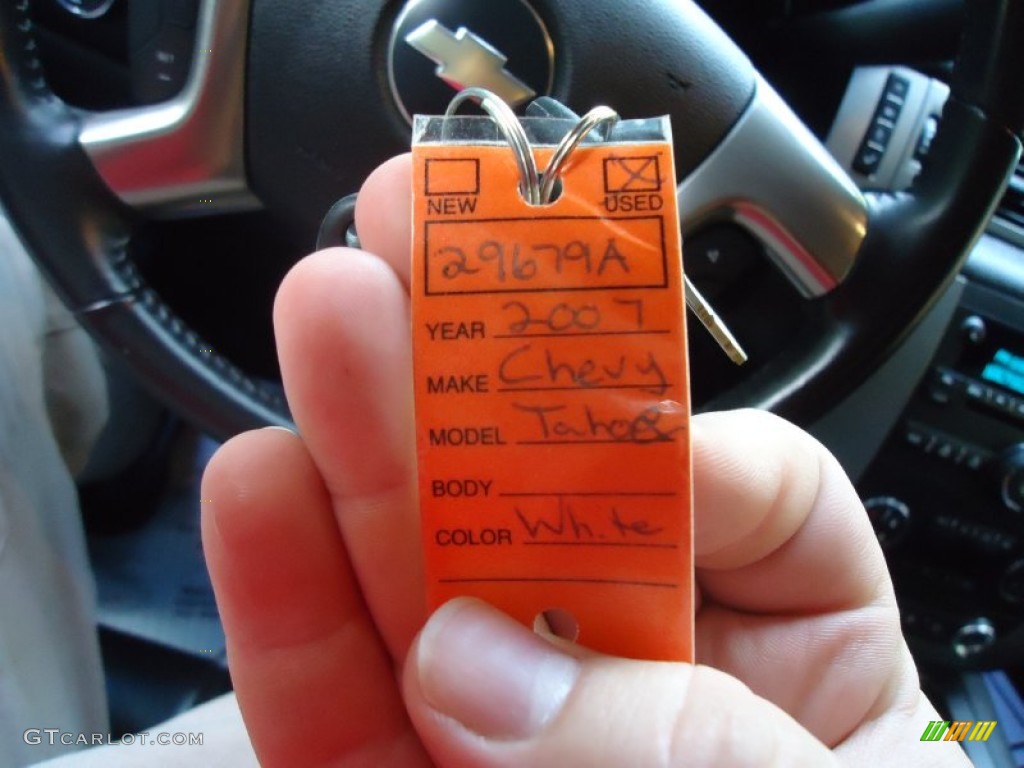 NEW USED
29679A
YEAR 2007
MAKE Chevy
MODEL Tahoe
BODY
COLOR White
GTCARLOT.COM